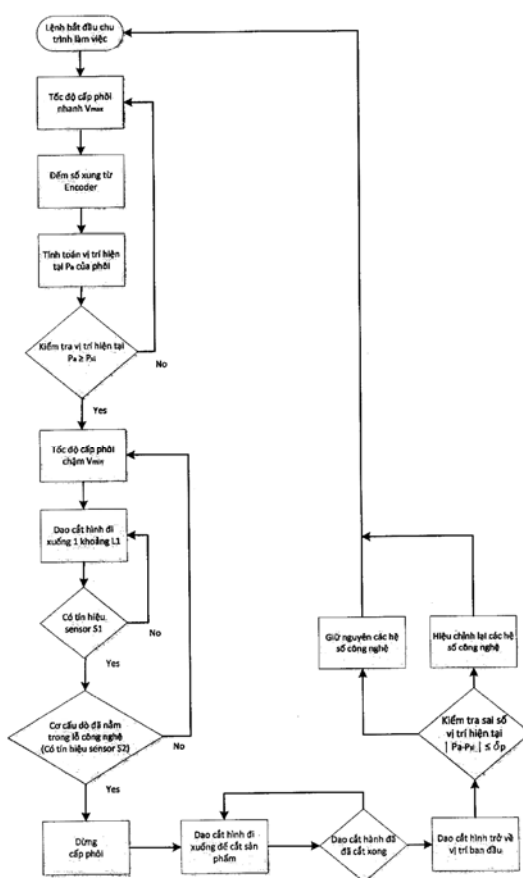 Lệnh bắt đầu chu
trình làm việc
Tốc độ cấp phôi
nhanh Vmax
Đếm số xung từ
Encoder
Tính toán vị trí hiện
tại Pa của phôi
Kiểm tra vị trí hiện tại
Pa ≥ Psl
No
Yes
Tốc độ cấp phôi
chậm Vmin
Dao cắt hình đi
xuống 1 khoảng L1
Có tín hiệu
sensor S1
No
Yes
Cơ cấu dò đã nằm
trong lỗ công nghệ
(Có tín hiệu sensor S2)
No
Yes
Dừng
cấp phôi
Dao cắt hình đi
xuống để cắt sản
phẩm
Dao cắt hành đã
đã cắt xong
Dao cắt hình trở về
vị trí ban đầu
Kiểm tra sai số
vị trí hiện tại
| Pa-Psl | ≤ δp
Giữ nguyên các hệ
số công nghệ
Hiệu chỉnh lại các hệ
số công nghệ